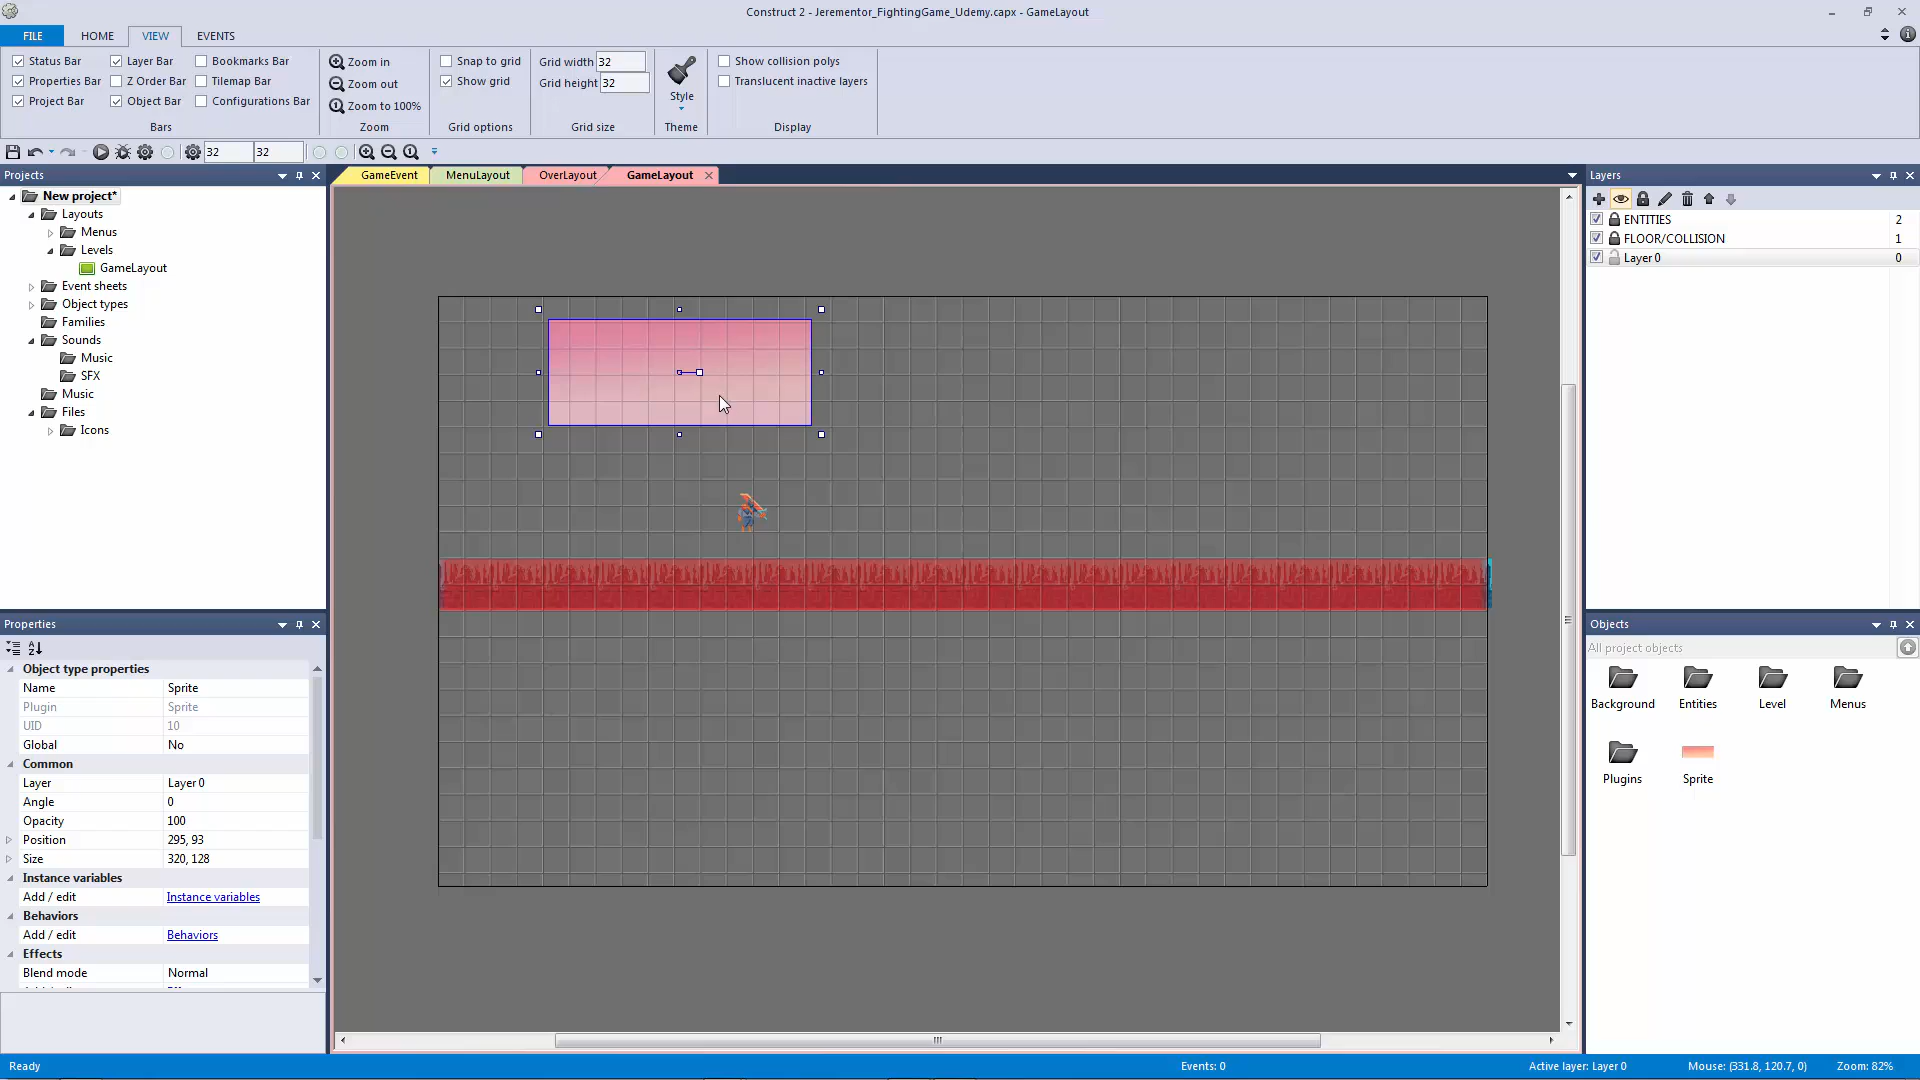 Construct 2 - Jerementor_FightingGame_Udemy.capx - GameLayout
FILE HOME VIEW EVENTS
Status Bar Layer Bar Bookmarks Bar Zoom in Snap to grid Grid width 32 Show collision polys
Properties Bar Z Order Bar Tilemap Bar Zoom out Show grid Grid height 32 Style Translucent inactive layers
Project Bar Object Bar Configurations Bar Zoom to 100%
Bars Zoom Grid options Grid size Theme Display
32 32
Projects
New project*
Layouts
Menus
Levels
GameLayout
Event sheets
Object types
Families
Sounds
Music
SFX
Music
Files
Icons
Properties
Object type properties
Name Sprite
Plugin Sprite
UID 10
Global No
Common
Layer Layer 0
Angle 0
Opacity 100
Position 295, 93
Size 320, 128
Instance variables
Add / edit Instance variables
Behaviors
Add / edit Behaviors
Effects
Blend mode Normal
GameEvent MenuLayout OverLayout GameLayout
Layers
ENTITIES 2
FLOOR/COLLISION 1
Layer 0 0
Objects
All project objects
Background Entities Level Menus
Plugins Sprite
Ready Events: 0 Active layer: Layer 0 Mouse: (331.8, 120.7, 0) Zoom: 82%